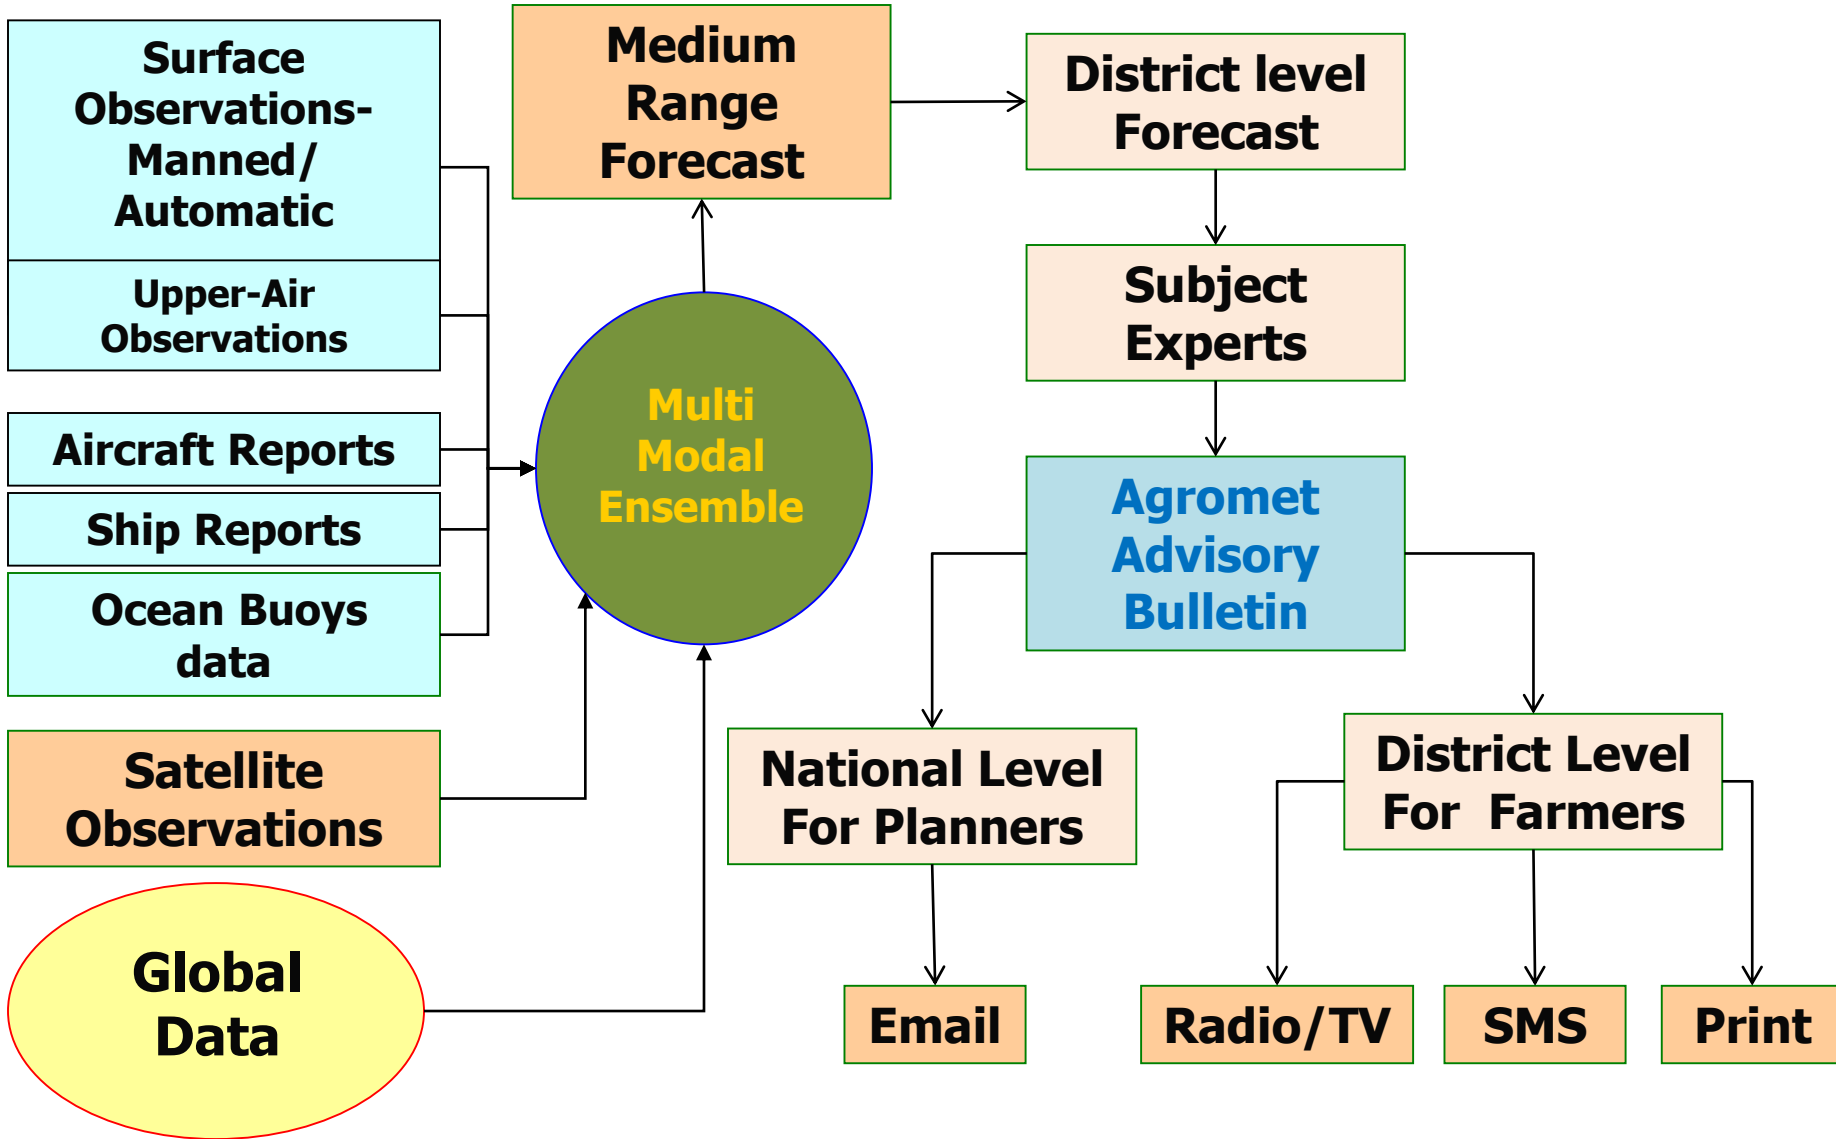 Surface
Observations-
Manned/
Automatic
Upper-Air
Observations
Aircraft Reports
Ship Reports
Ocean Buoys
data
Satellite
Observations
Global
Data
Multi
Modal
Ensemble
Medium
Range
Forecast
District level
Forecast
Subject
Experts
Agromet
Advisory
Bulletin
National Level
For Planners
District Level
For Farmers
Email
Radio/TV
SMS
Print